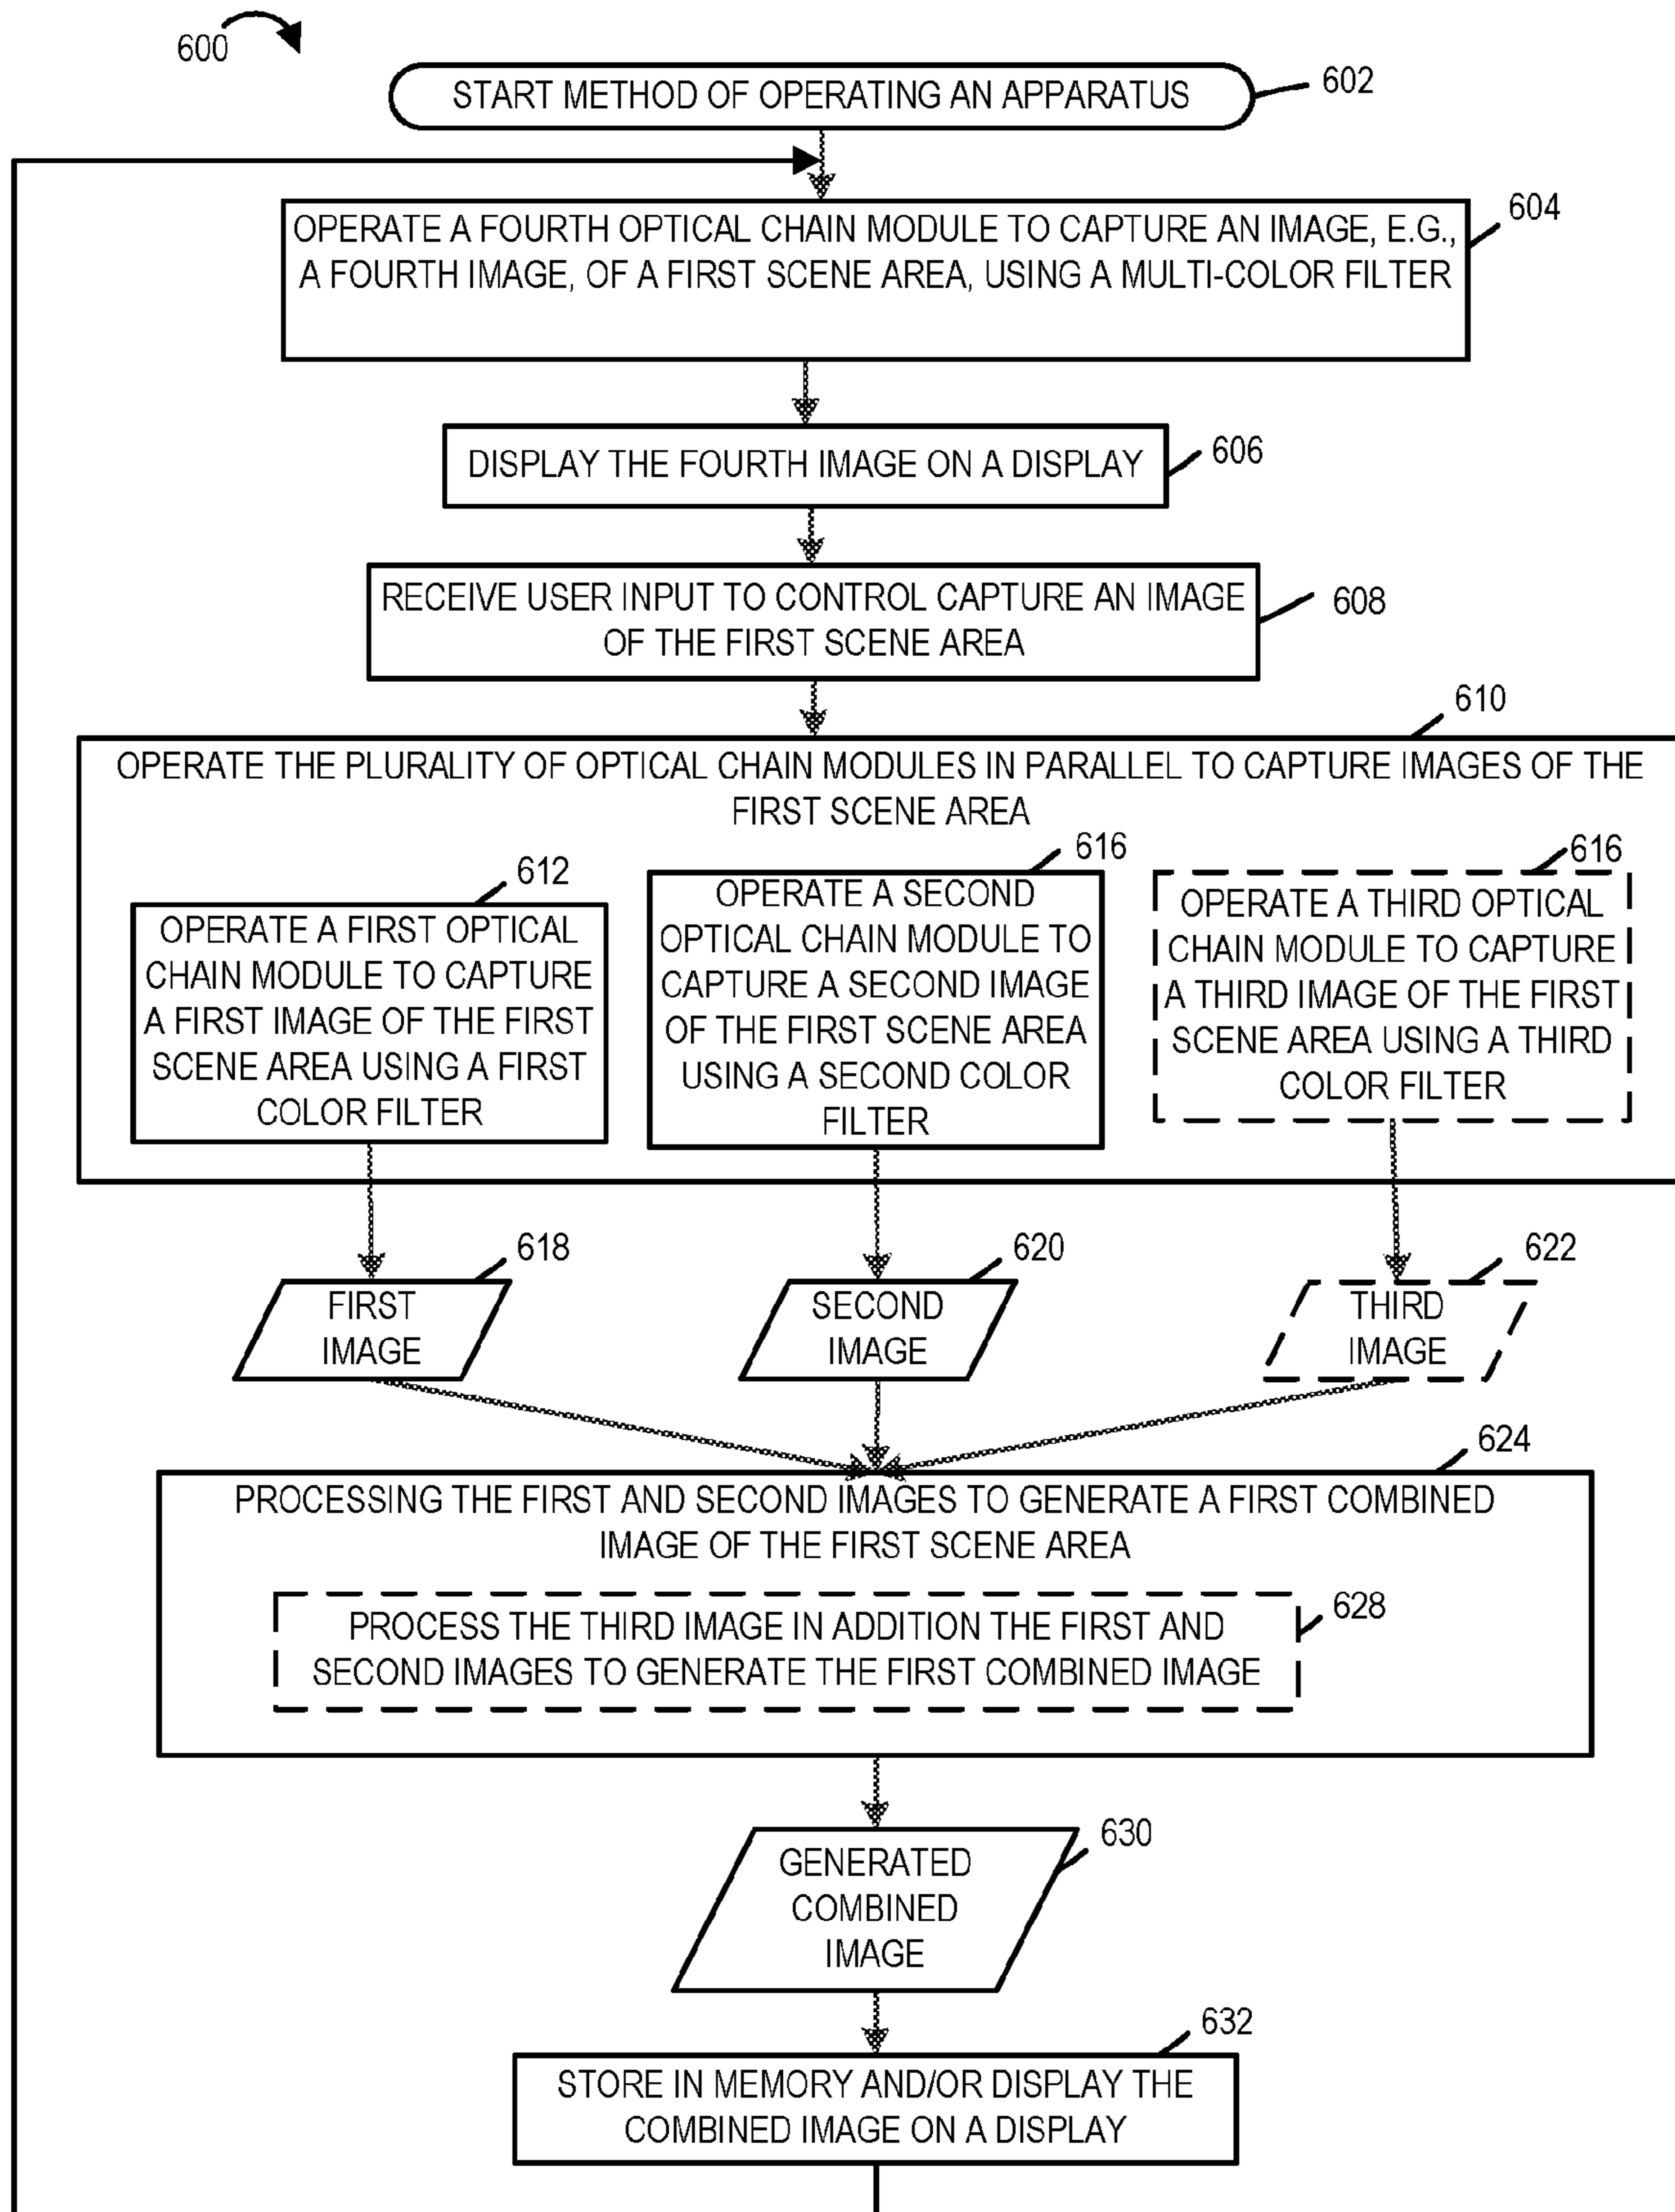 600
START METHOD OF OPERATING AN APPARATUS
602
OPERATE A FOURTH OPTICAL CHAIN MODULE TO CAPTURE AN IMAGE, E.G.,
A FOURTH IMAGE, OF A FIRST SCENE AREA, USING A MULTI-COLOR FILTER
604
DISPLAY THE FOURTH IMAGE ON A DISPLAY
606
RECEIVE USER INPUT TO CONTROL CAPTURE AN IMAGE
OF THE FIRST SCENE AREA
608
610
OPERATE THE PLURALITY OF OPTICAL CHAIN MODULES IN PARALLEL TO CAPTURE IMAGES OF THE
FIRST SCENE AREA
612
OPERATE A FIRST OPTICAL
CHAIN MODULE TO CAPTURE
A FIRST IMAGE OF THE FIRST
SCENE AREA USING A FIRST
COLOR FILTER
616
OPERATE A SECOND
OPTICAL CHAIN MODULE TO
CAPTURE A SECOND IMAGE
OF THE FIRST SCENE AREA
USING A SECOND COLOR
FILTER
616
OPERATE A THIRD OPTICAL
CHAIN MODULE TO CAPTURE
A THIRD IMAGE OF THE FIRST
SCENE AREA USING A THIRD
COLOR FILTER
618
FIRST
IMAGE
620
SECOND
IMAGE
622
THIRD
IMAGE
624
PROCESSING THE FIRST AND SECOND IMAGES TO GENERATE A FIRST COMBINED
IMAGE OF THE FIRST SCENE AREA
628
PROCESS THE THIRD IMAGE IN ADDITION THE FIRST AND
SECOND IMAGES TO GENERATE THE FIRST COMBINED IMAGE
630
GENERATED
COMBINED
IMAGE
632
STORE IN MEMORY AND/OR DISPLAY THE
COMBINED IMAGE ON A DISPLAY